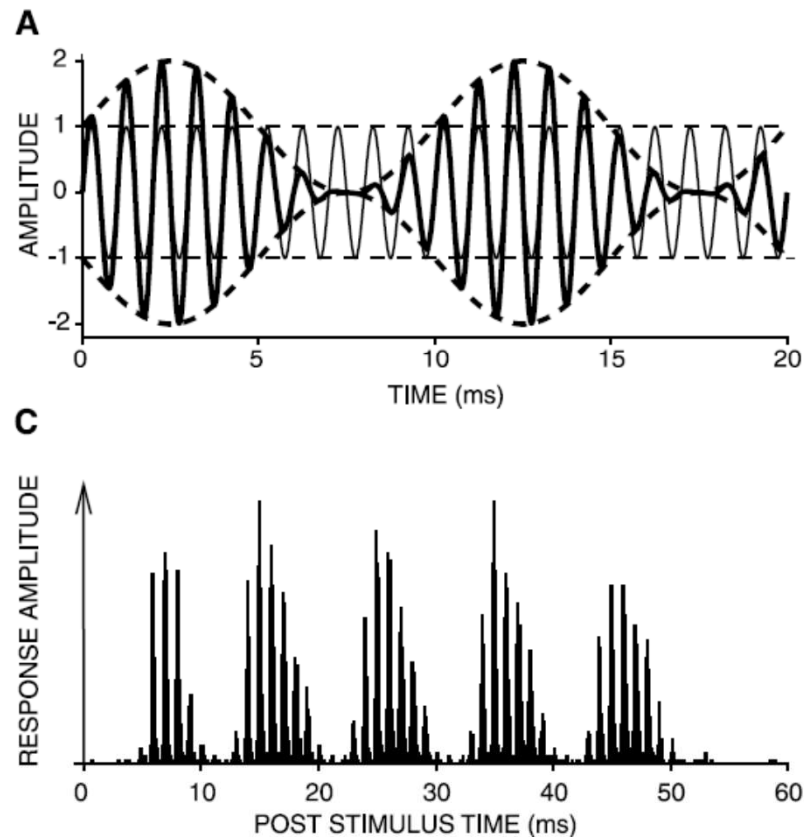 A
AMPLITUDE
2
1
0
-1
-2
0 5 10 15 20
TIME (ms)
C
RESPONSE AMPLITUDE
0 10 20 30 40 50 60
POST STIMULUS TIME (ms)